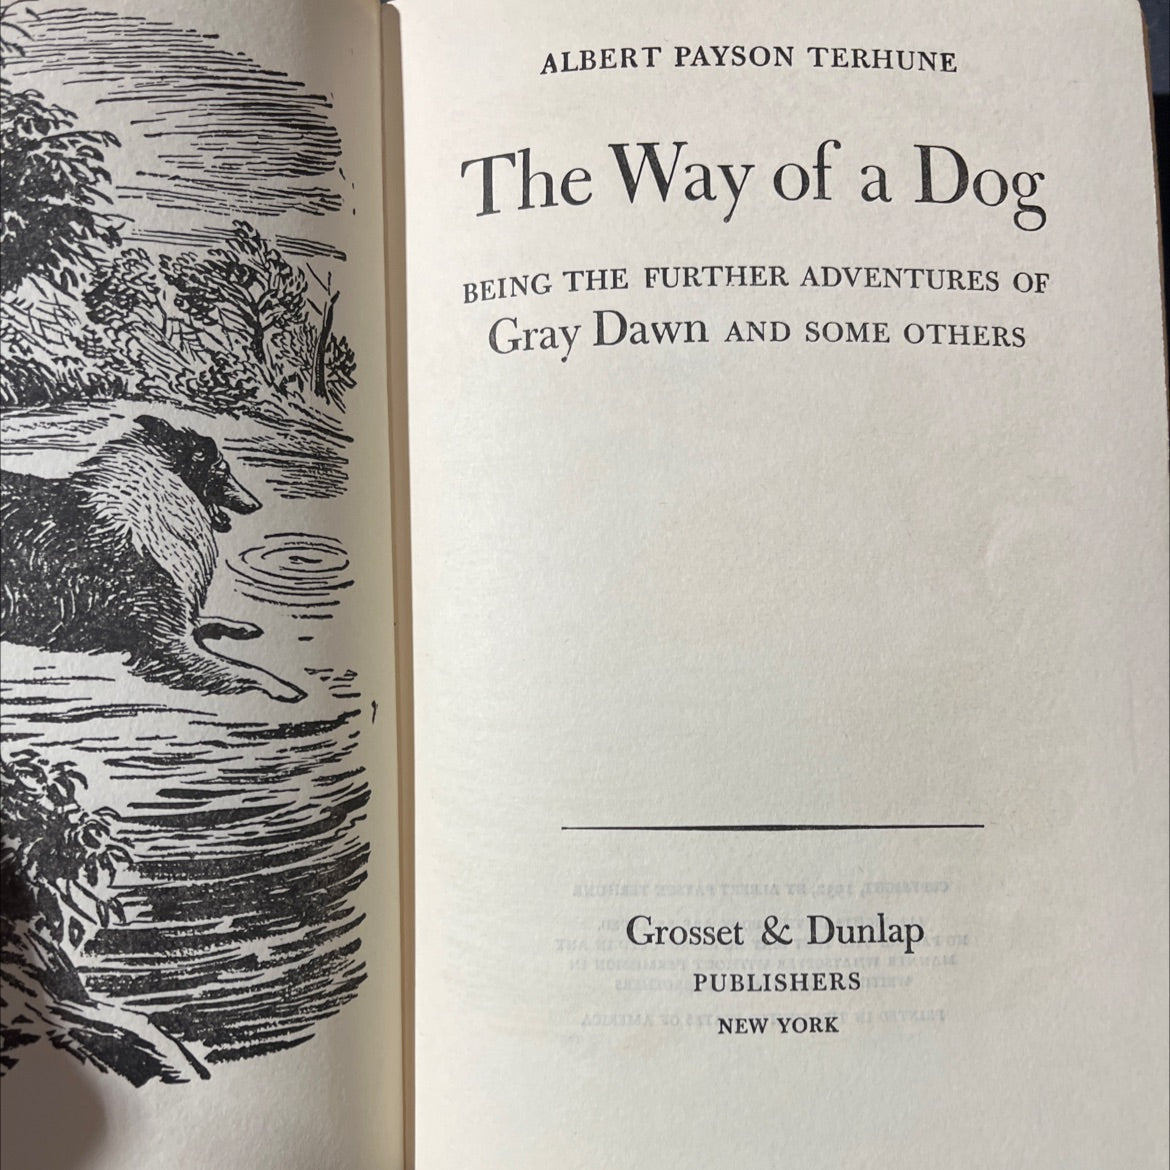 ALBERT PAYSON TERHUNE
The Way of a Dog
BEING THE FURTHER ADVENTURES OF
Gray Dawn AND SOME OTHERS
Grosset & Dunlap
PUBLISHERS
NEW YORK